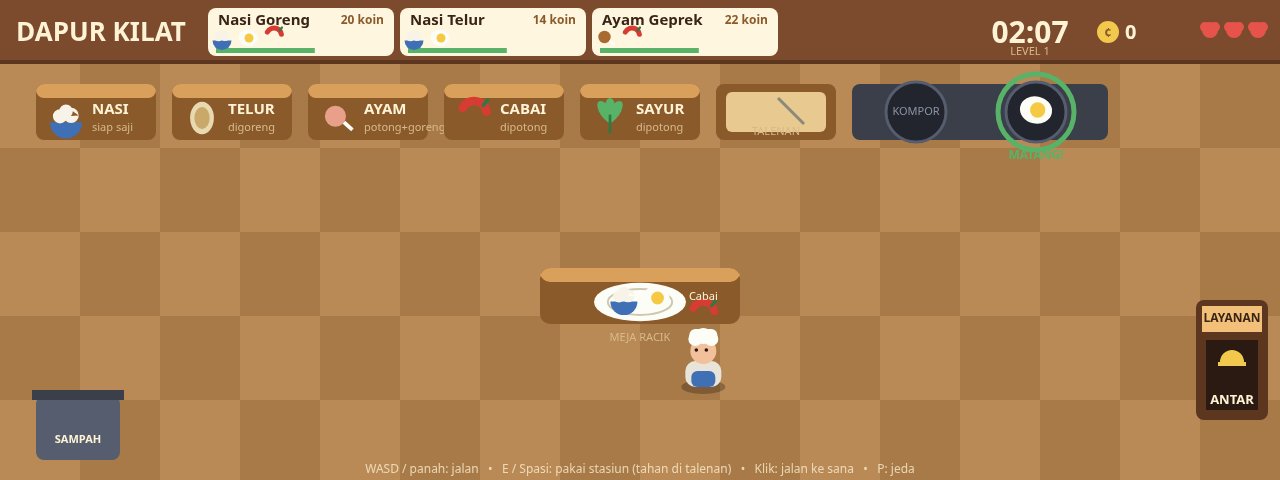 DAPUR KILAT
Nasi Goreng 20 koin
Nasi Telur 14 koin
Ayam Geprek 22 koin
02:07
LEVEL 1
¢ 0
NASI
siap saji
TELUR
digoreng
AYAM
potong+goreng
CABAI
dipotong
SAYUR
dipotong
TALENAN
KOMPOR
MATANG
Cabai
MEJA RACIK
LAYANAN
ANTAR
SAMPAH
WASD / panah: jalan • E / Spasi: pakai stasiun (tahan di talenan) • Klik: jalan ke sana • P: jeda